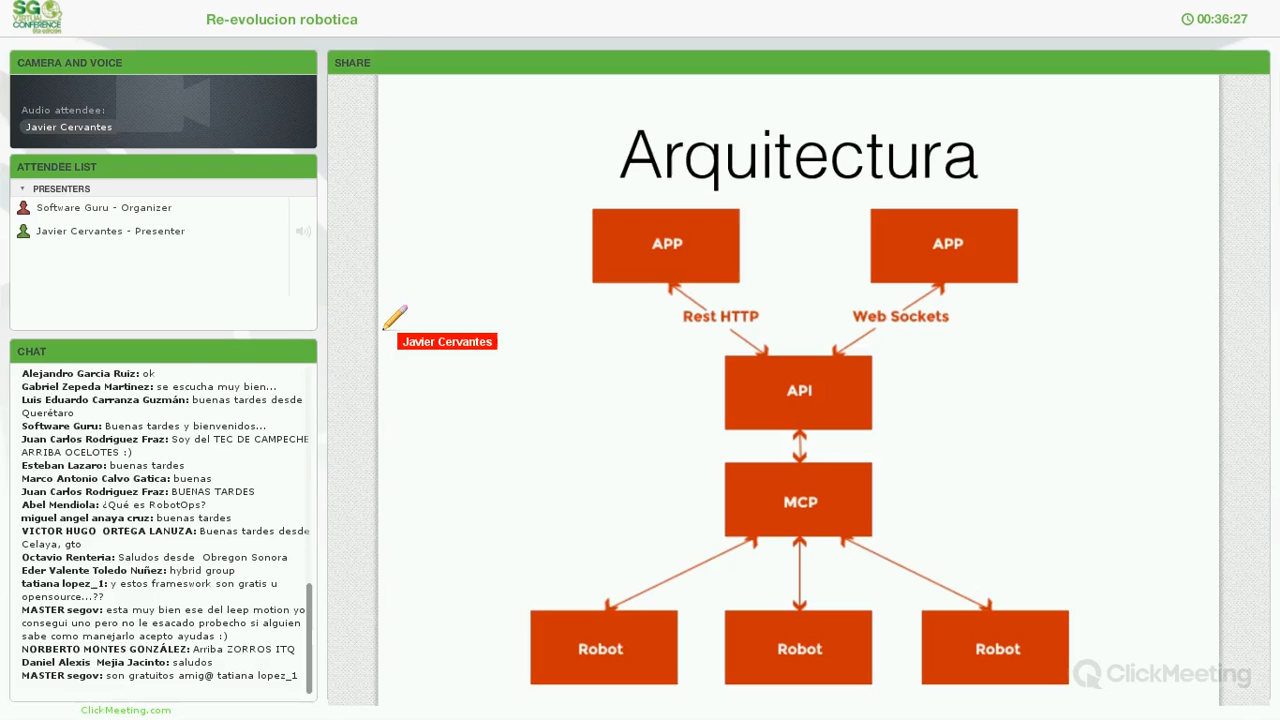 SG
VIRTUAL
CONFERENCE
Re-evolucion robotica
00:36:27
CAMERA AND VOICE
Audio attendee:
Javier Cervantes
ATTENDEE LIST
PRESENTERS
Software Guru - Organizer
Javier Cervantes - Presenter
CHAT
Alejandro Garcia Ruiz: ok
Gabriel Zepeda Martinez: se escucha muy bien...
Luis Eduardo Carranza Guzmán: buenas tardes desde
Querétaro
Software Guru: Buenas tardes y bienvenidos...
Juan Carlos Rodriguez Fraz: Soy del TEC DE CAMPECHE
ARRIBA OCELOTES :)
Esteban Lazaro: buenas tardes
Marco Antonio Calvo Gatica: buenas
Juan Carlos Rodriguez Fraz: BUENAS TARDES
Abel Mendiola: ¿Qué es RobotOps?
miguel angel anaya cruz: buenas tardes
VICTOR HUGO ORTEGA LANUZA: Buenas tardes desde
Celaya, gto
Octavio Renteria: Saludos desde Obregon Sonora
Eder Valente Toledo Nuñez: hybrid group
tatiana lopez_1: y estos framework son gratis u
opensource...??
MASTER segov: esta muy bien ese del leep motion yo
consegui uno pero no le esacado probecho si alguien
sabe como manejarlo acepto ayudas :)
NORBERTO MONTES GONZÁLEZ: Arriba ZORROS ITQ
Daniel Alexis Mejia Jacinto: saludos
MASTER segov: son gratuitos amig@ tatiana lopez_1
ClickMeeting.com
SHARE
Arquitectura
APP
APP
Rest HTTP
Web Sockets
Javier Cervantes
API
MCP
Robot
Robot
Robot
ClickMeeting